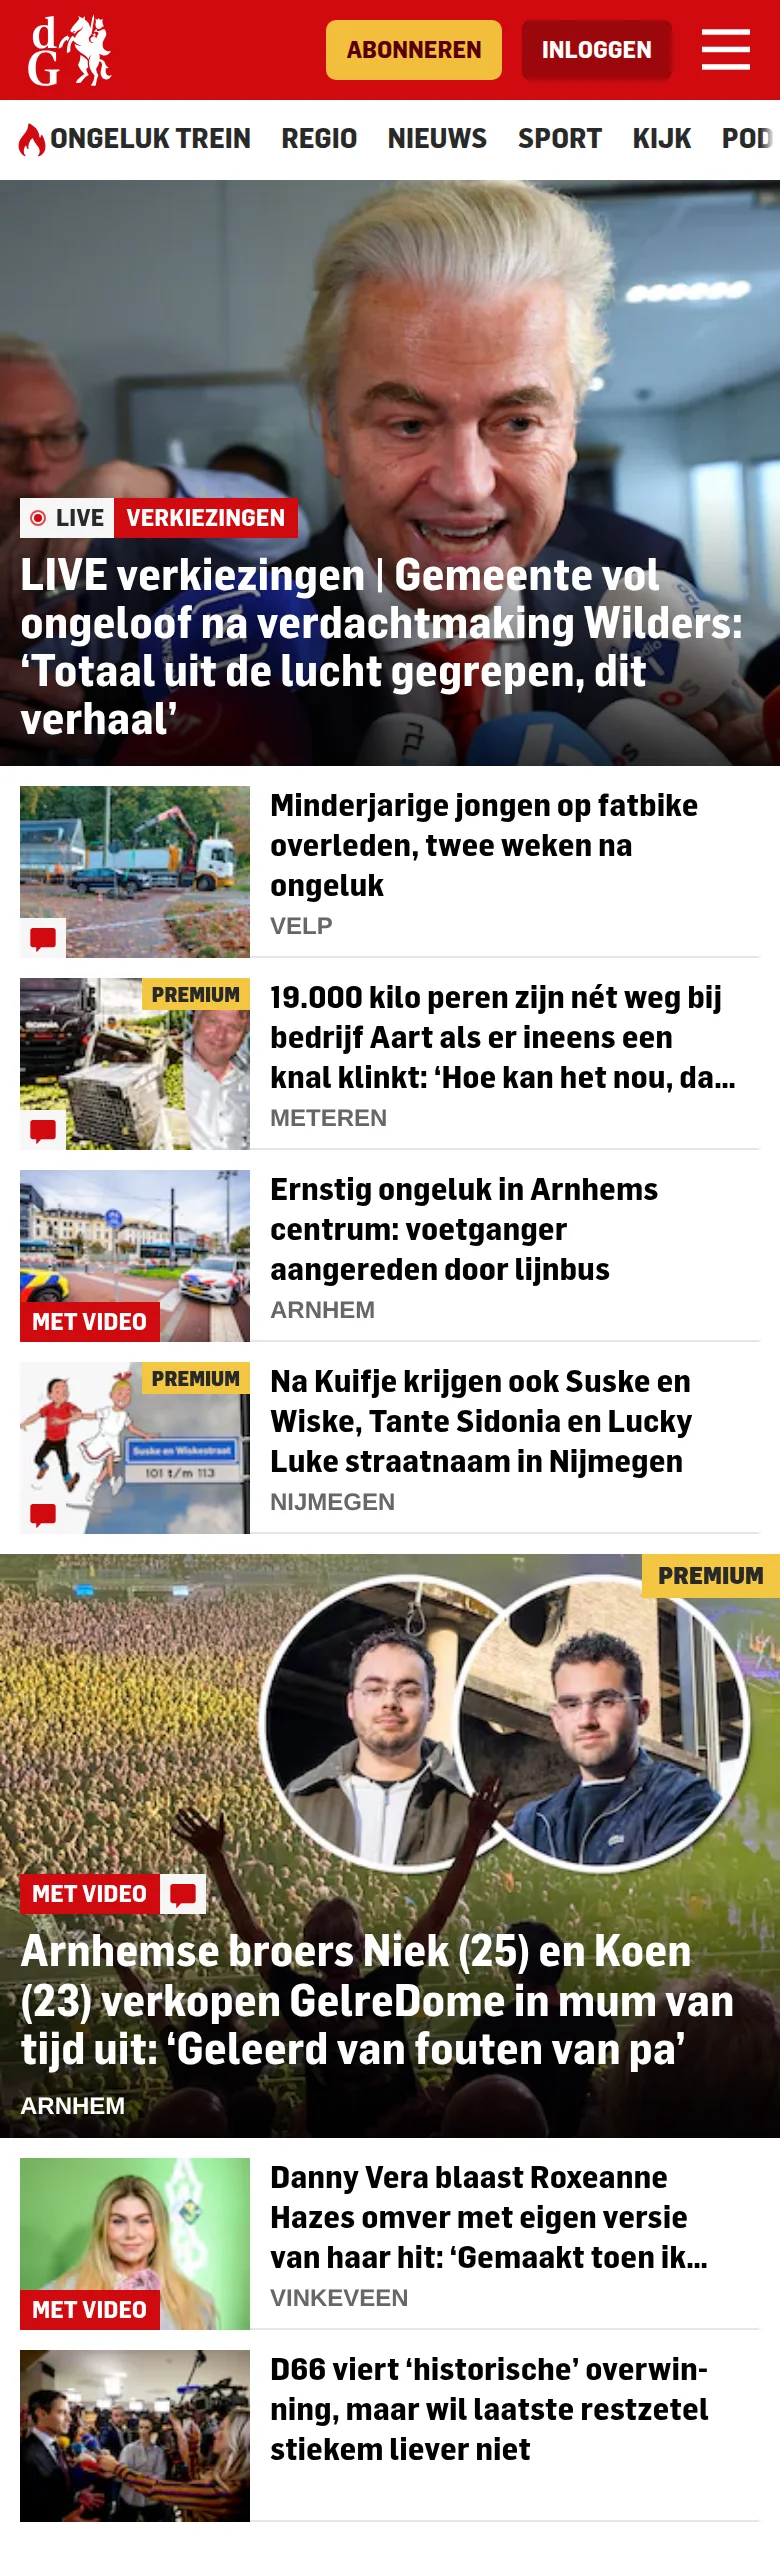 dG
ABONNEREN
INLOGGEN
ONGELUK TREIN
REGIO
NIEUWS
SPORT
KIJK
POD
LIVE
VERKIEZINGEN
LIVE verkiezingen | Gemeente vol
ongeloof na verdachtmaking Wilders:
‘Totaal uit de lucht gegrepen, dit
verhaal’
Minderjarige jongen op fatbike
overleden, twee weken na
ongeluk
VELP
PREMIUM
19.000 kilo peren zijn nét weg bij
bedrijf Aart als er ineens een
knal klinkt: ‘Hoe kan het nou, da...
METEREN
MET VIDEO
Ernstig ongeluk in Arnhems
centrum: voetganger
aangereden door lijnbus
ARNHEM
PREMIUM
Suske en Wiskestraat
101 t/m 113
Na Kuifje krijgen ook Suske en
Wiske, Tante Sidonia en Lucky
Luke straatnaam in Nijmegen
NIJMEGEN
PREMIUM
MET VIDEO
Arnhemse broers Niek (25) en Koen
(23) verkopen GelreDome in mum van
tijd uit: ‘Geleerd van fouten van pa’
ARNHEM
MET VIDEO
Danny Vera blaast Roxeanne
Hazes omver met eigen versie
van haar hit: ‘Gemaakt toen ik...
VINKEVEEN
D66 viert ‘historische’ overwin-
ning, maar wil laatste restzetel
stiekem liever niet